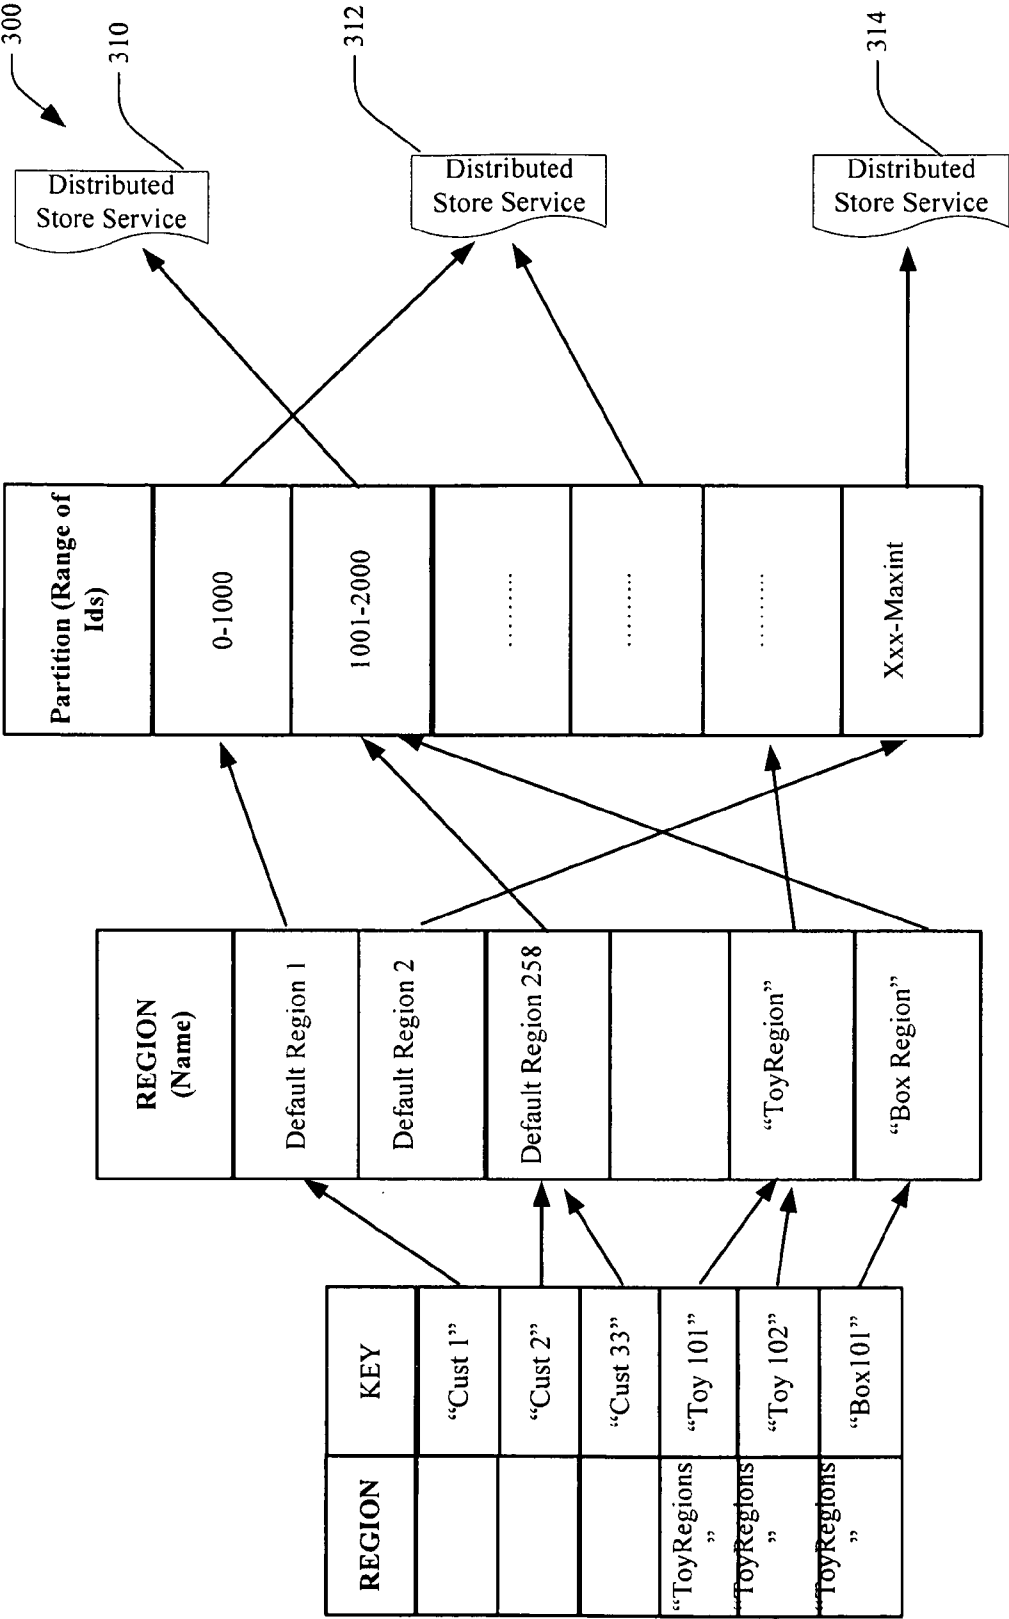 300
310
312
314
Distributed
Store Service
Distributed
Store Service
Distributed
Store Service
Partition (Range of
Ids)
0-1000
1001-2000
.........
.........
.........
Xxx-Maxint
REGION
(Name)
Default Region 1
Default Region 2
Default Region 258
“ToyRegion”
“Box Region”
REGION
KEY
“Cust 1”
“Cust 2”
“Cust 33”
“ToyRegions
”
“Toy 101”
“ToyRegions
”
“Toy 102”
“ToyRegions
”
“Box101”